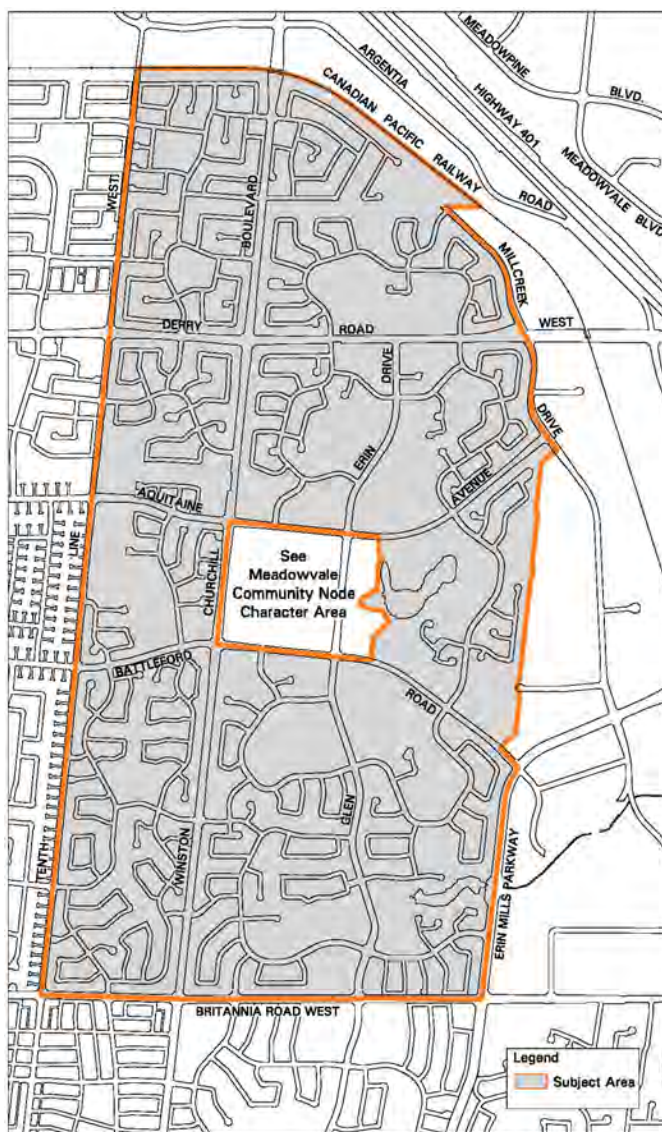 MEADOWPINE
BLVD.
ARGENTIA
HIGHWAY 401
CANADIAN PACIFIC RAILWAY
ROAD
MEADOWVALE BLVD.
WEST
BOULEVARD
MILLCREEK
DERRY
ROAD
WEST
DRIVE
DRIVE
ERIN
AVENUE
AQUITAINE
LINE
See
Meadowvale
Community Node
Character Area
CHURCHILL
BATTLEFORD
ROAD
GLEN
WINSTON
TENTH
ERIN MILLS PARKWAY
BRITANNIA ROAD WEST
Legend
Subject Area